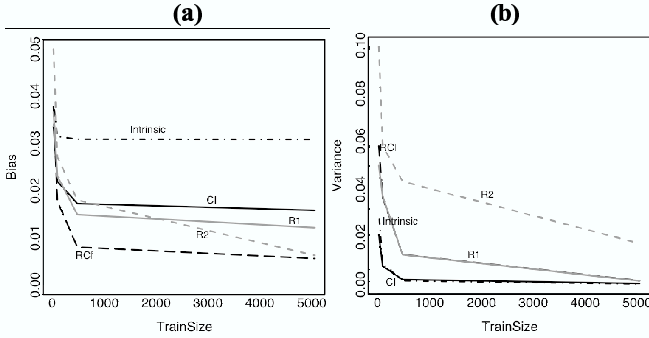 (a)
(b)
Bias
0.00 0.01 0.02 0.03 0.04 0.05
Intrinsic
CI
R1
R2
RCI
0 1000 2000 3000 4000 5000
TrainSize
Variance
0.00 0.02 0.04 0.06 0.10
RCI
R2
Intrinsic
R1
CI
0 1000 2000 3000 4000 5000
TrainSize